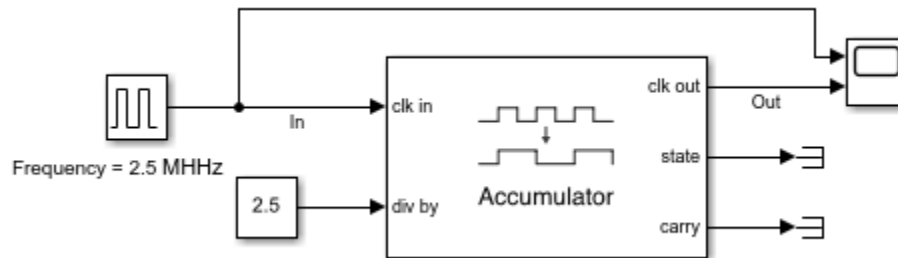 clk in
clk out
In
Out
Frequency = 2.5 MHHz
state
2.5
div by
Accumulator
carry